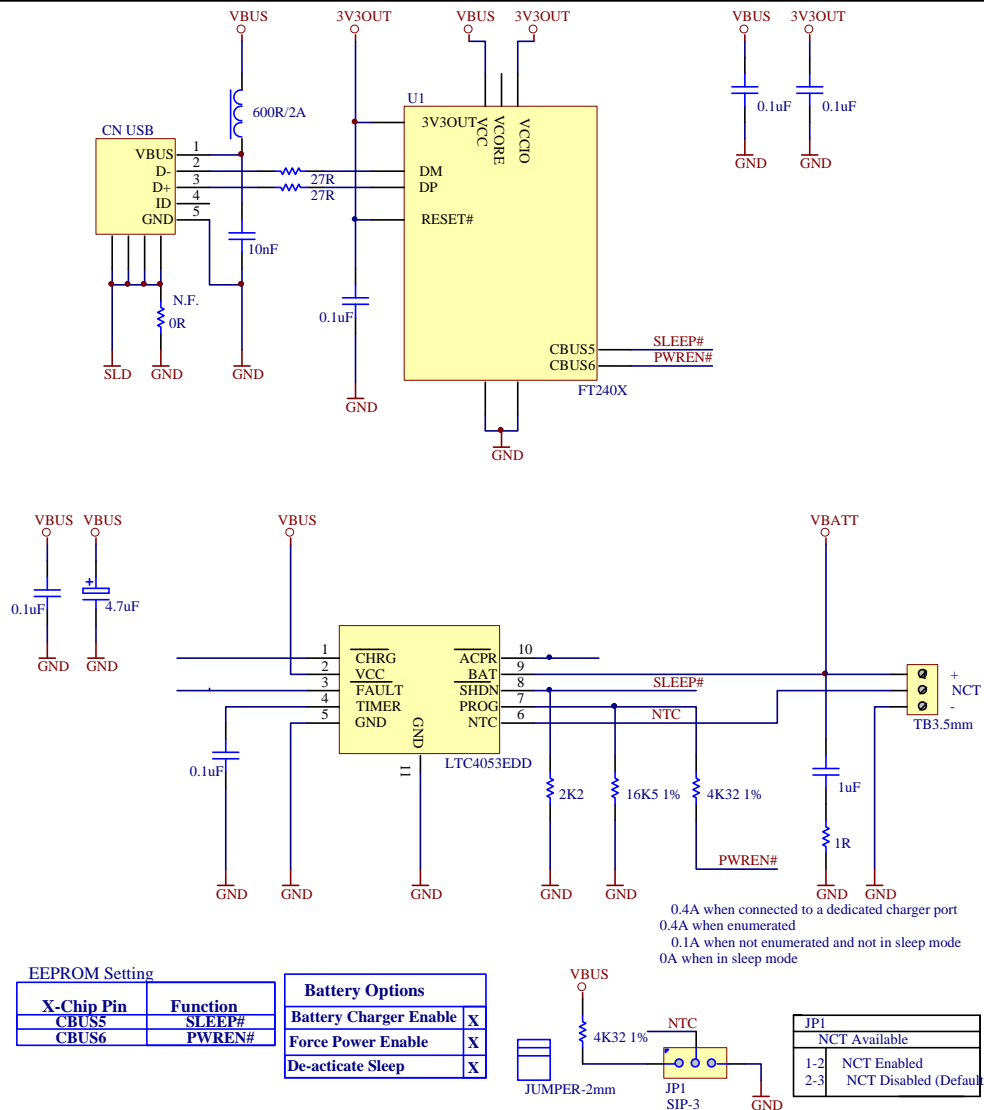 VBUS 3V3OUT VBUS 3V3OUT VBUS 3V3OUT
600R/2A
0.1uF 0.1uF
GND GND
CN USB
VBUS 1
D- 2
D+ 3
ID 4
GND 5
27R
27R
10nF
N.F.
0R
SLD GND GND
0.1uF
GND
U1
3V3OUT
VCC
VCORE
VCCIO
DM
DP
RESET#
CBUS5 SLEEP#
CBUS6 PWREN#
FT240X
GND
VBUS VBUS VBUS VBATT
0.1uF 4.7uF
GND GND
1 CHRG ACPR 10
2 VCC BAT 9
3 FAULT SHDN 8 SLEEP#
4 TIMER PROG 7
5 GND NTC 6 NTC
GND
11
LTC4053EDD
+
NCT
-
TB3.5mm
0.1uF
2K2 16K5 1% 4K32 1% 1uF
1R
PWREN#
GND GND GND GND GND GND GND
0.4A when connected to a dedicated charger port
0.4A when enumerated
0.1A when not enumerated and not in sleep mode
0A when in sleep mode
EEPROM Setting
X-Chip Pin Function
CBUS5 SLEEP#
CBUS6 PWREN#
Battery Options
Battery Charger Enable X
Force Power Enable X
De-acticate Sleep X
JUMPER-2mm
VBUS
4K32 1%
NTC
JP1
SIP-3
GND
JP1
NCT Available
1-2 NCT Enabled
2-3 NCT Disabled (Defaul